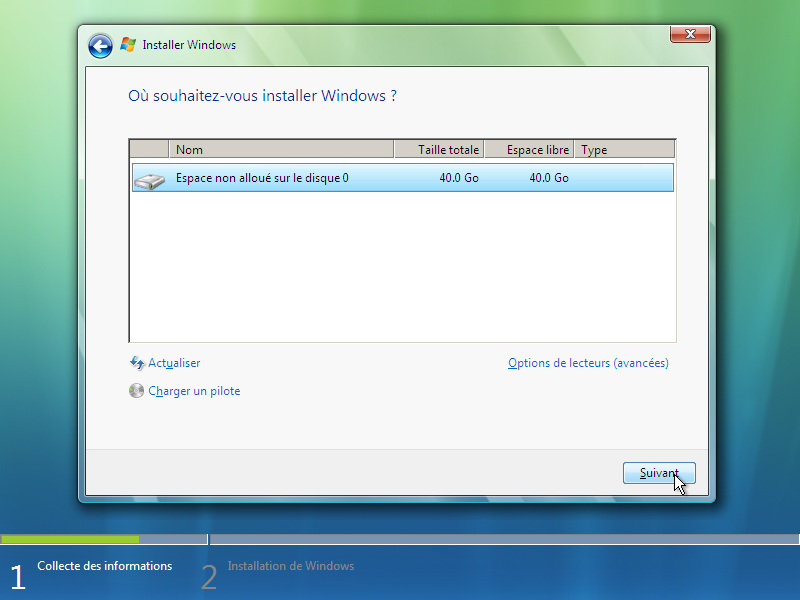 Installer Windows
Où souhaitez-vous installer Windows ?
Nom Taille totale Espace libre Type
Espace non alloué sur le disque 0 40.0 Go 40.0 Go
Actualiser Options de lecteurs (avancées)
Charger un pilote
Suivant
1 Collecte des informations 2 Installation de Windows